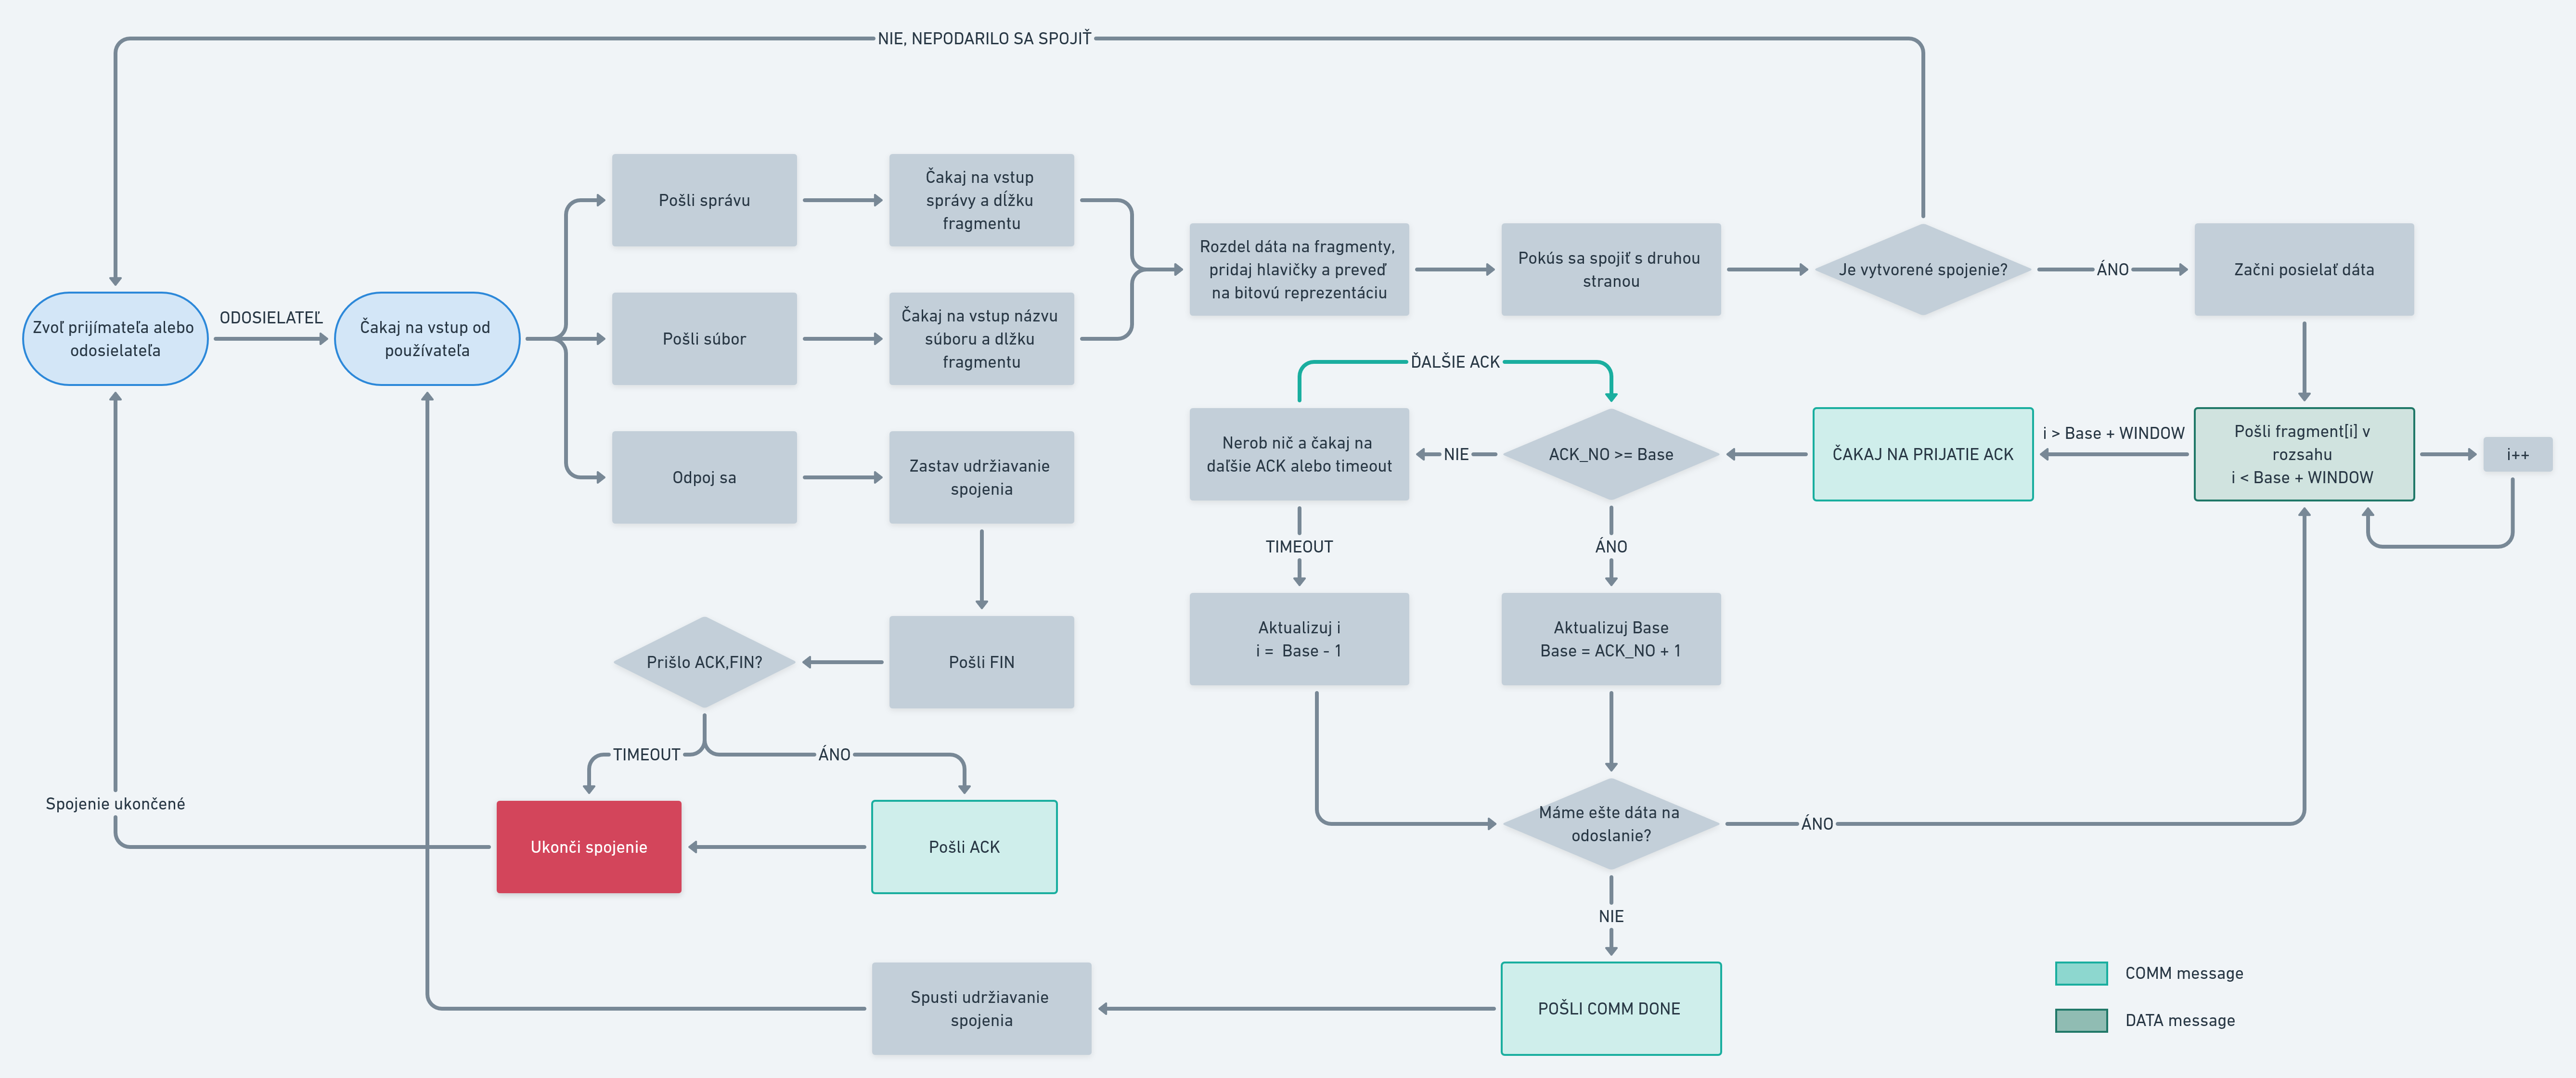 NIE, NEPODARILO SA SPOJIŤ
Zvoľ prijímateľa alebo
odosielateľa
ODOSIELATEĽ
Čakaj na vstup od
používateľa
Pošli správu
Čakaj na vstup
správy a dĺžku
fragmentu
Pošli súbor
Čakaj na vstup názvu
súboru a dlžku
fragmentu
Odpoj sa
Zastav udržiavanie
spojenia
Rozdel dáta na fragmenty,
pridaj hlavičky a preveď
na bitovú reprezentáciu
Pokús sa spojiť s druhou
stranou
Je vytvorené spojenie?
ÁNO
Začni posielať dáta
ĎALŠIE ACK
Nerob nič a čakaj na
daľšie ACK alebo timeout
NIE
ACK_NO >= Base
ČAKAJ NA PRIJATIE ACK
i > Base + WINDOW
Pošli fragment[i] v
rozsahu
i < Base + WINDOW
i++
TIMEOUT
ÁNO
Aktualizuj i
i = Base - 1
Aktualizuj Base
Base = ACK_NO + 1
Prišlo ACK,FIN?
Pošli FIN
TIMEOUT
ÁNO
Spojenie ukončené
Ukonči spojenie
Pošli ACK
Máme ešte dáta na
odoslanie?
ÁNO
NIE
Spusti udržiavanie
spojenia
POŠLI COMM DONE
COMM message
DATA message